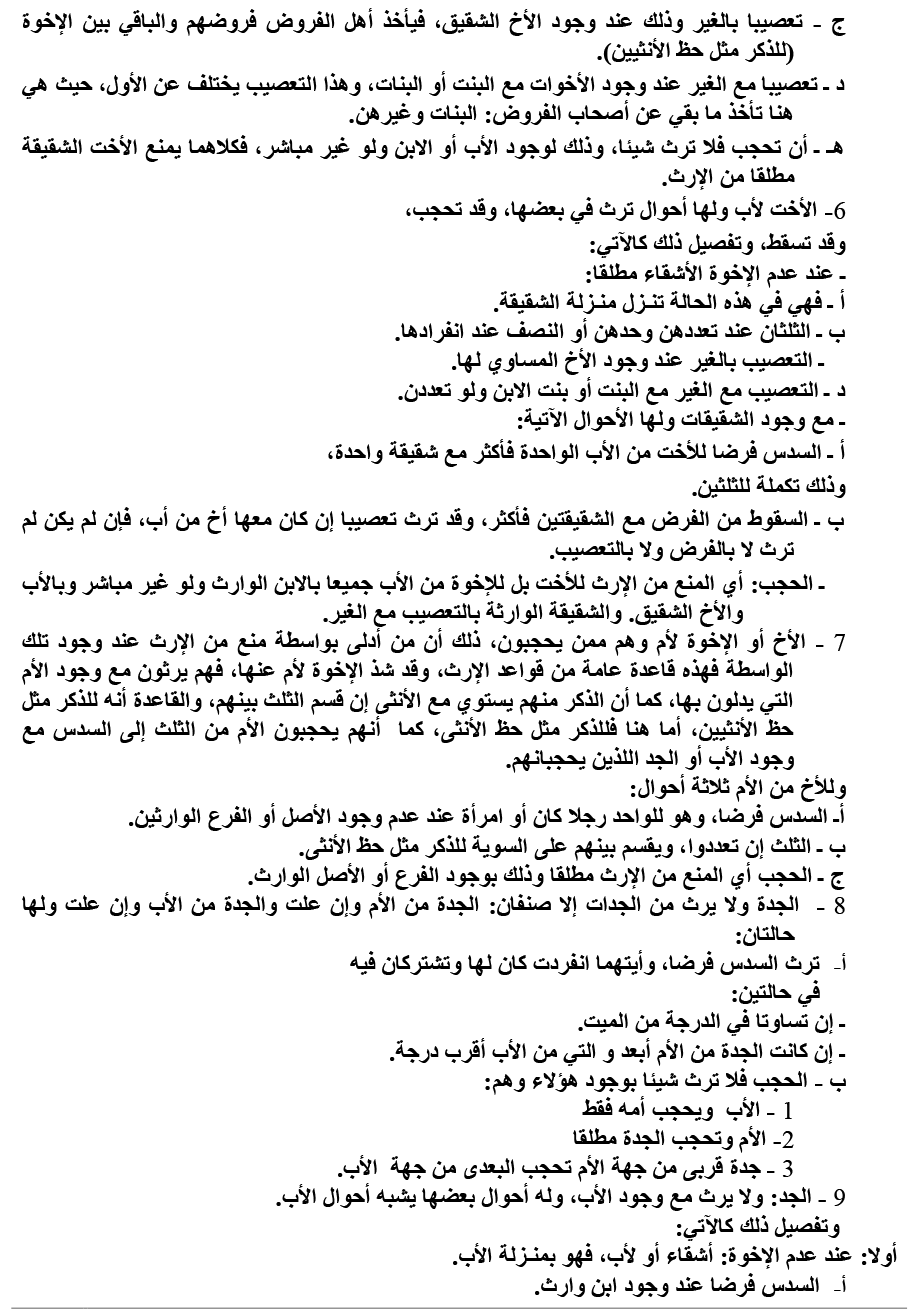 ج - تعصيبا بالغير وذلك عند وجود الأخ الشقيق، فيأخذ أهل الفروض فروضهم والباقي بين الإخوة
(للذكر مثل حظ الأنثيين).
د - تعصيبا مع الغير عند وجود الأخوات مع البنت أو البنات، وهذا التعصيب يختلف عن الأول، حيث هي
هنا تأخذ ما بقي عن أصحاب الفروض: البنات وغيرهن.
هـ - أن تحجب فلا ترث شيئا، وذلك لوجود الأب أو الابن ولو غير مباشر، فكلاهما يمنع الأخت الشقيقة
مطلقا من الإرث.
6- الأخت لأب ولها أحوال ترث في بعضها، وقد تحجب،
وقد تسقط، وتفصيل ذلك كالآتي:
- عند عدم الإخوة الأشقاء مطلقا:
أ - فهي في هذه الحالة تنـزل منـزلة الشقيقة.
ب - الثلثان عند تعددهن وحدهن أو النصف عند انفرادها.
- التعصيب بالغير عند وجود الأخ المساوي لها.
د - التعصيب مع الغير مع البنت أو بنت الابن ولو تعددن.
- مع وجود الشقيقات ولها الأحوال الآتية:
أ - السدس فرضا للأخت من الأب الواحدة فأكثر مع شقيقة واحدة،
وذلك تكملة للثلثين.
ب - السقوط من الفرض مع الشقيقتين فأكثر، وقد ترث تعصيبا إن كان معها أخ من أب، فإن لم يكن لم
ترث لا بالفرض ولا بالتعصيب.
- الحجب: أي المنع من الإرث للأخت بل للإخوة من الأب جميعا بالابن الوارث ولو غير مباشر وبالأب
والأخ الشقيق. والشقيقة الوارثة بالتعصيب مع الغير.
7 - الأخ أو الإخوة لأم وهم ممن يحجبون، ذلك أن من أدلى بواسطة منع من الإرث عند وجود تلك
الواسطة فهذه قاعدة عامة من قواعد الإرث، وقد شذ الإخوة لأم عنها، فهم يرثون مع وجود الأم
التي يدلون بها، كما أن الذكر منهم يستوي مع الأنثى إن قسم الثلث بينهم، والقاعدة أنه للذكر مثل
حظ الأنثيين، أما هنا فللذكر مثل حظ الأنثى، كما أنهم يحجبون الأم من الثلث إلى السدس مع
وجود الأب أو الجد اللذين يحجبانهم.
وللأخ من الأم ثلاثة أحوال:
أـ السدس فرضا، وهو للواحد رجلا كان أو امرأة عند عدم وجود الأصل أو الفرع الوارثين.
ب - الثلث إن تعددوا، ويقسم بينهم على السوية للذكر مثل حظ الأنثى.
ج - الحجب أي المنع من الإرث مطلقا وذلك بوجود الفرع أو الأصل الوارث.
8 - الجدة ولا يرث من الجدات إلا صنفان: الجدة من الأم وإن علت والجدة من الأب وإن علت ولها
حالتان:
أ- ترث السدس فرضا، وأيتهما انفردت كان لها وتشتركان فيه
في حالتين:
- إن تساوتا في الدرجة من الميت.
- إن كانت الجدة من الأم أبعد و التي من الأب أقرب درجة.
ب - الحجب فلا ترث شيئا بوجود هؤلاء وهم:
1 - الأب ويحجب أمه فقط
2- الأم وتحجب الجدة مطلقا
3 - جدة قربى من جهة الأم تحجب البعدى من جهة الأب.
9 - الجد: ولا يرث مع وجود الأب، وله أحوال بعضها يشبه أحوال الأب.
وتفصيل ذلك كالآتي:
أولا: عند عدم الإخوة: أشقاء أو لأب، فهو بمنـزلة الأب.
أ- السدس فرضا عند وجود ابن وارث.